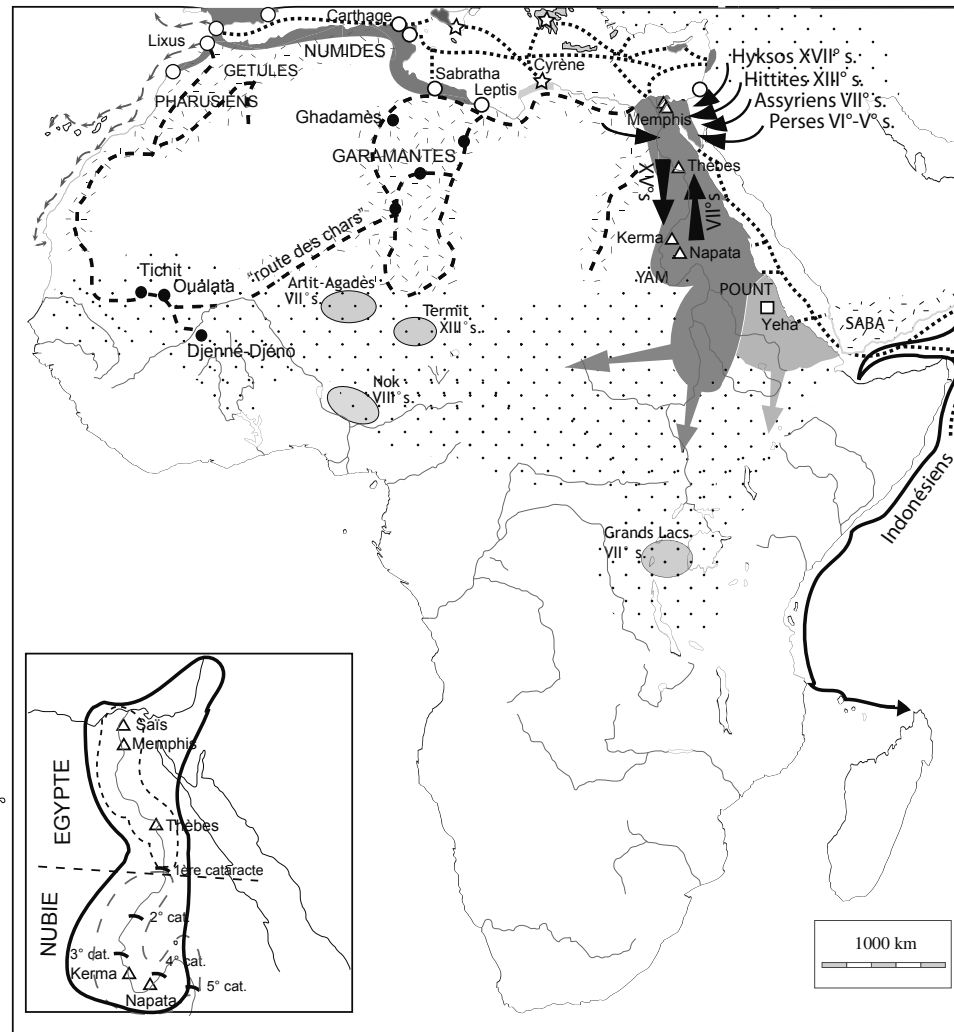 Carthage
Lixus
NUMIDES
GETULES
PHARUSIENS
Sabratha
Leptis
Cyrène
Ghadamès
GARAMANTES
Memphis
Hyksos XVII° s.
Hittites XIII° s.
Assyriens VII° s.
Perses VI°-V° s.
Thèbes
XV°s.
VII°s.
Kerma
Napata
YAM
POUNT
Yeha
SABA
"route des chars"
Tichit
Oualata
Djenné-Djeno
Arlit-Agadès
VII° s.
Termit
XIII°s.
Nok
VIII°s.
Grands Lacs
VII° s.
Indonésiens
EGYPTE
NUBIE
Saïs
Memphis
Thèbes
1ère cataracte
2° cat.
3° cat.
4° cat.
Kerma
5° cat.
Napata
1000 km